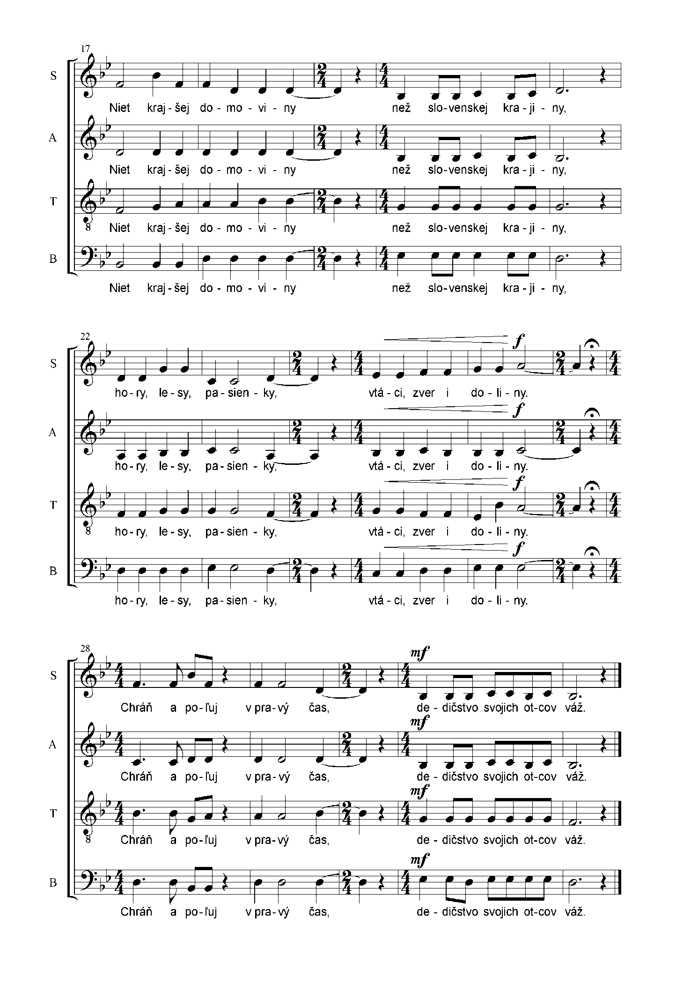 17
S
Niet kraj - šej do - mo - vi - ny než slo - venskej kra - ji - ny,
A
Niet kraj - šej do - mo - vi - ny než slo - venskej kra - ji - ny,
T
8
Niet kraj - šej do - mo - vi - ny než slo - venskej kra - ji - ny,
B
Niet kraj - šej do - mo - vi - ny než slo - venskej kra - ji - ny,
22
f
S
ho - ry, le - sy, pa - sien - ky, vtá - ci, zver i do - li - ny.
f
A
ho - ry, le - sy, pa - sien - ky, vtá - ci, zver i do - li - ny.
f
T
8
ho - ry, le - sy, pa - sien - ky, vtá - ci, zver i do - li - ny.
f
B
ho - ry, le - sy, pa - sien - ky, vtá - ci, zver i do - li - ny.
28
mf
S
Chráň a po - ľuj v pra - vý čas, de - dičstvo svojich ot - cov váž.
mf
A
Chráň a po - ľuj v pra - vý čas, de - dičstvo svojich ot - cov váž.
mf
T
8
Chráň a po - ľuj v pra - vý čas, de - dičstvo svojich ot - cov váž.
mf
B
Chráň a po - ľuj v pra - vý čas, de - dičstvo svojich ot - cov váž.